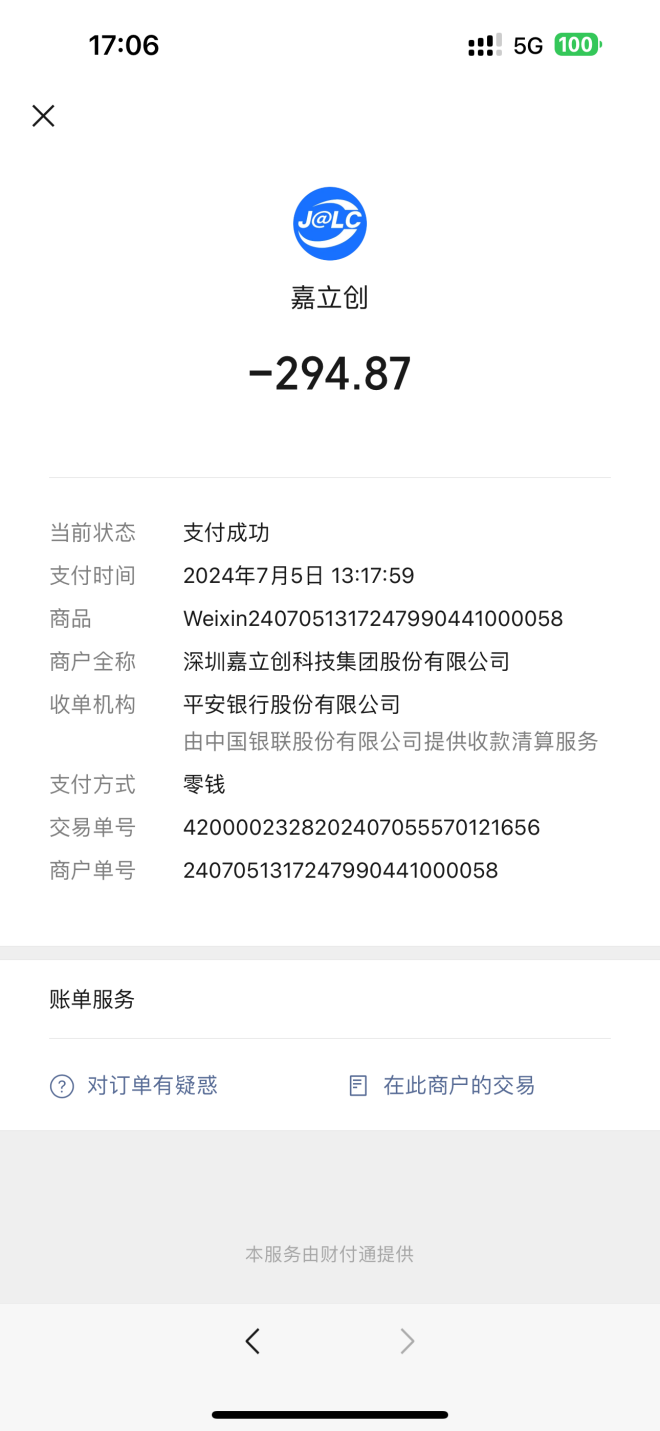 17:06
5G 100
J@LC
嘉立创
-294.87
当前状态 支付成功
支付时间 2024年7月5日 13:17:59
商品 Weixin2407051317247990441000058
商户全称 深圳嘉立创科技集团股份有限公司
收单机构 平安银行股份有限公司
由中国银联股份有限公司提供收款清算服务
支付方式 零钱
交易单号 4200002328202407055570121656
商户单号 2407051317247990441000058
账单服务
对订单有疑惑
在此商户的交易
本服务由财付通提供